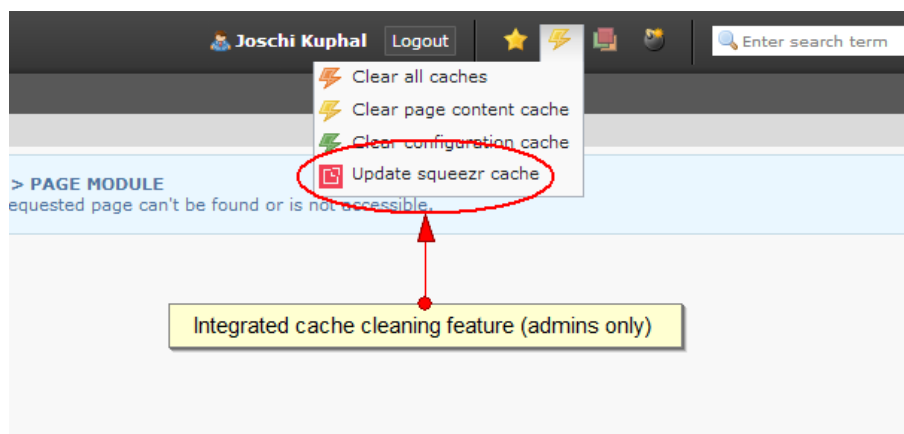 Joschi Kuphal Logout Enter search term
Clear all caches
Clear page content cache
Clear configuration cache
Update squeezr cache
> PAGE MODULE
equested page can't be found or is not accessible.
Integrated cache cleaning feature (admins only)